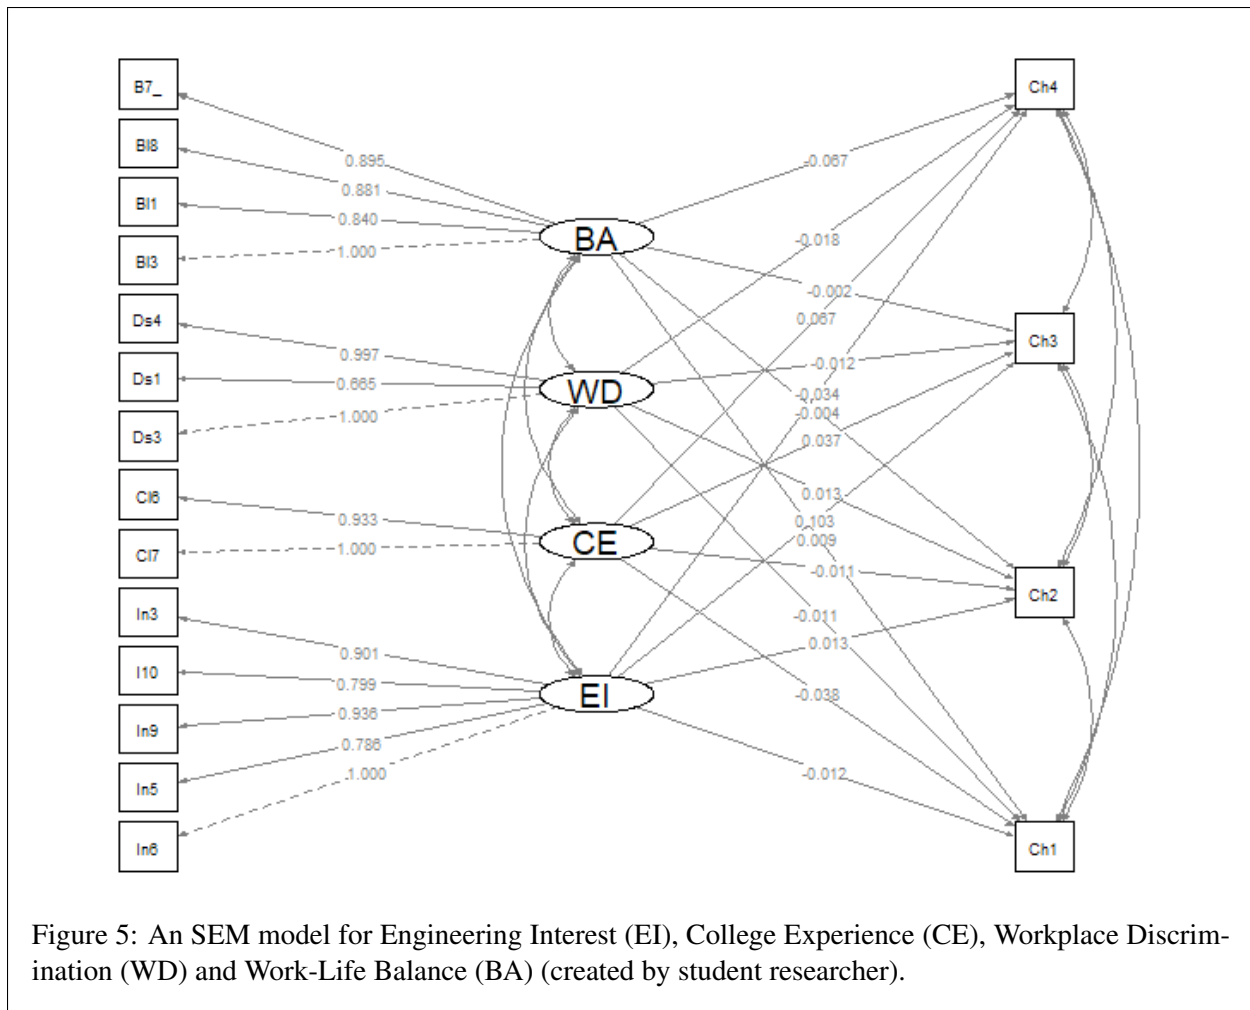 B7_
Bl8
Bl1
Bl3
Ds4
Ds1
Ds3
Cl6
Cl7
In3
I10
In9
In5
In6
0.895
0.881
0.840
1.000
0.997
0.665
1.000
0.933
1.000
0.901
0.799
0.936
0.786
1.000
BA
WD
CE
EI
-0.067
-0.018
-0.002
0.067
-0.012
-0.034
-0.004
0.037
0.013
0.103
0.009
-0.011
-0.011
0.013
-0.038
-0.012
Ch4
Ch3
Ch2
Ch1
Figure 5: An SEM model for Engineering Interest (EI), College Experience (CE), Workplace Discrim-
ination (WD) and Work-Life Balance (BA) (created by student researcher).